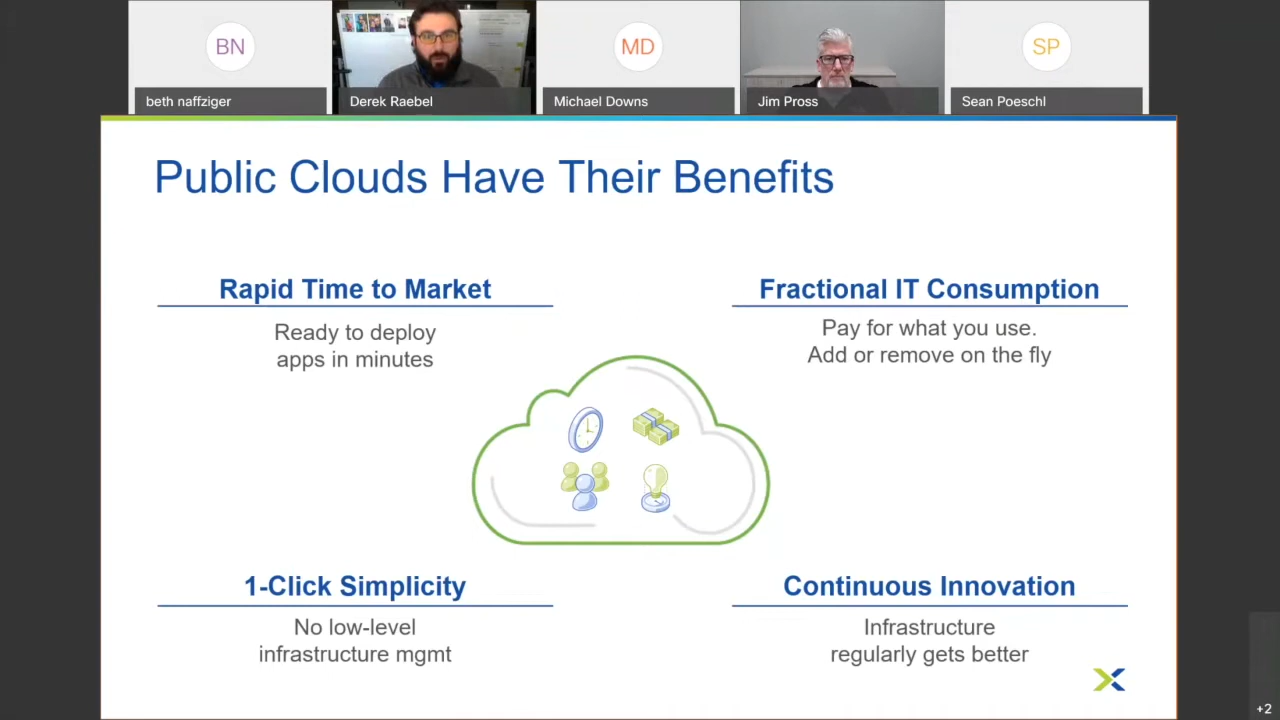 BN
MD
SP
beth naffziger
Derek Raebel
Michael Downs
Jim Pross
Sean Poeschl
Public Clouds Have Their Benefits
Rapid Time to Market
Ready to deploy
apps in minutes
Fractional IT Consumption
Pay for what you use.
Add or remove on the fly
1-Click Simplicity
No low-level
infrastructure mgmt
Continuous Innovation
Infrastructure
regularly gets better
+2